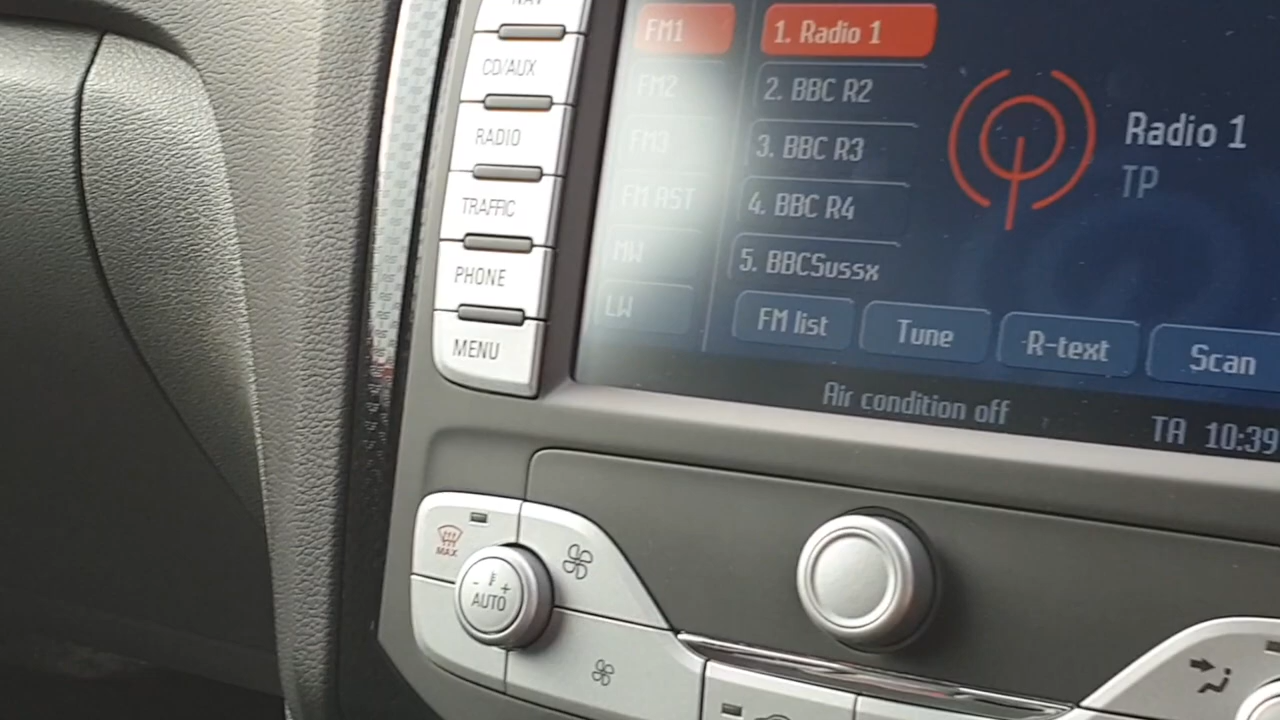 NAV
CD/AUX
RADIO
TRAFFIC
PHONE
MENU
FM1
FM2
FM3
FM AST
MW
LW
1. Radio 1
2. BBC R2
3. BBC R3
4. BBC R4
5. BBCSussx
Radio 1
TP
FM list
Tune
R-text
Scan
Air condition off
TA 10:39
MAX
- +
AUTO